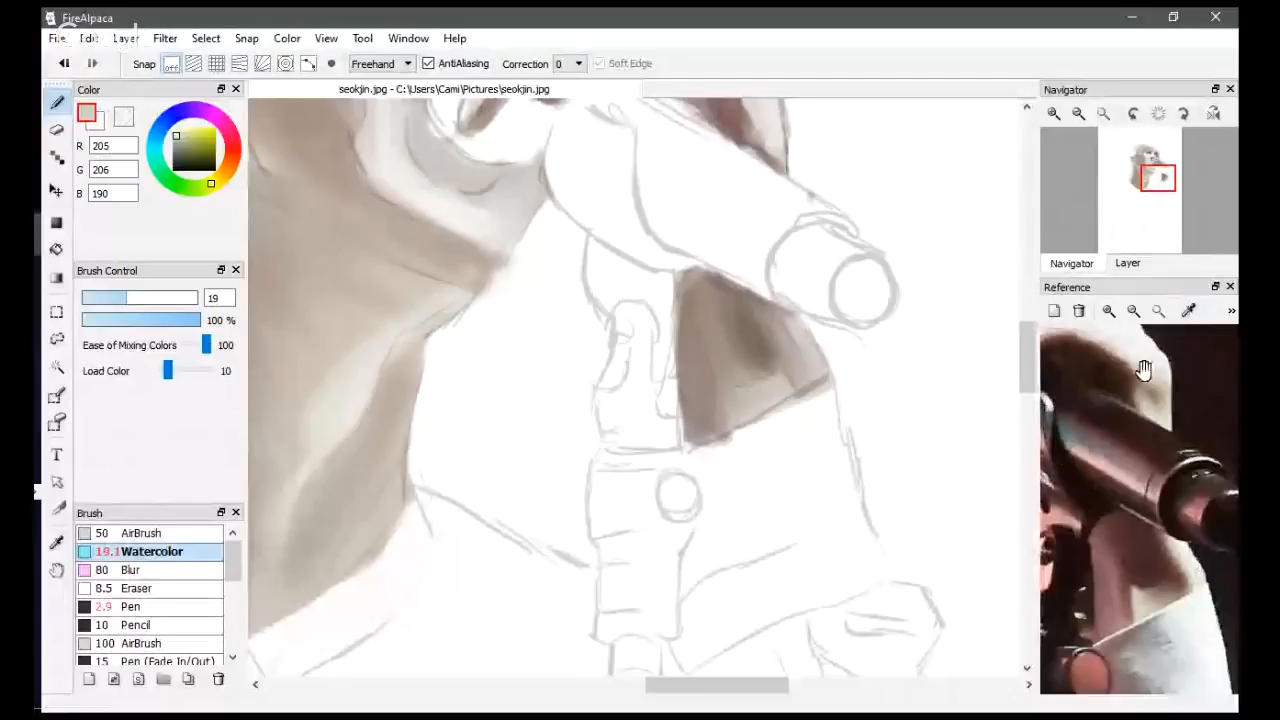 FireAlpaca
Google
File Edit Layer Filter Select Snap Color View Tool Window Help
Snap off Freehand AntiAliasing Correction 0 Soft Edge
Color
seokjin.jpg - C:\Users\Cami\Pictures\seokjin.jpg
Navigator
R 205
G 206
B 190
Navigator Layer
Brush Control
Reference
19
100 %
»
Ease of Mixing Colors 100
Load Color 10
Brush
50 AirBrush
19.1 Watercolor
80 Blur
8.5 Eraser
2.9 Pen
10 Pencil
100 AirBrush
15 Pen (Fade In/Out)
T